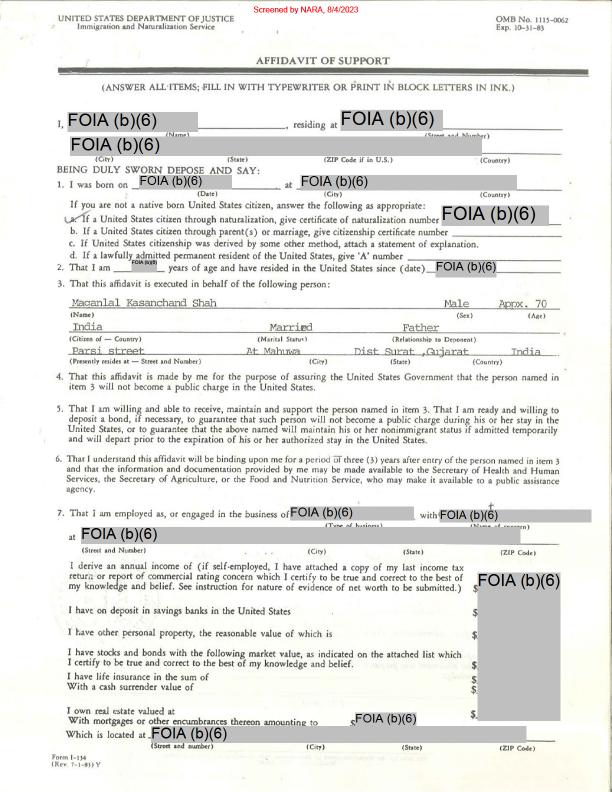 Screened by NARA, 8/4/2023
UNITED STATES DEPARTMENT OF JUSTICE
Immigration and Naturalization Service
OMB No. 1115-0062
Exp. 10-31-83
AFFIDAVIT OF SUPPORT
(ANSWER ALL ITEMS; FILL IN WITH TYPEWRITER OR PRINT IN BLOCK LETTERS IN INK.)
I, FOIA (b)(6), residing at FOIA (b)(6)
(Name) (Street and Number)
FOIA (b)(6)
(City) (State) (ZIP Code if in U.S.) (Country)
BEING DULY SWORN DEPOSE AND SAY:
1. I was born on FOIA (b)(6) at FOIA (b)(6)
(Date) (City) (Country)
If you are not a native born United States citizen, answer the following as appropriate:
a. If a United States citizen through naturalization, give certificate of naturalization number FOIA (b)(6)
b. If a United States citizen through parent(s) or marriage, give citizenship certificate number
c. If United States citizenship was derived by some other method, attach a statement of explanation.
d. If a lawfully admitted permanent resident of the United States, give 'A' number
2. That I am FOIA (b)(6) years of age and have resided in the United States since (date) FOIA (b)(6)
3. That this affidavit is executed in behalf of the following person:
Maganlal Kasanchand Shah Male Appx. 70
(Name) (Sex) (Age)
India Married Father
(Citizen of — Country) (Marital Status) (Relationship to Deponent)
Parsi street At Mahuwa Dist Surat ,Gujarat India
(Presently resides at — Street and Number) (City) (State) (Country)
4. That this affidavit is made by me for the purpose of assuring the United States Government that the person named in
item 3 will not become a public charge in the United States.
5. That I am willing and able to receive, maintain and support the person named in item 3. That I am ready and willing to
deposit a bond, if necessary, to guarantee that such person will not become a public charge during his or her stay in
the United States, or to guarantee that the above named will maintain his or her nonimmigrant status if admitted temporarily
and will depart prior to the expiration of his or her authorized stay in the United States.
6. That I understand this affidavit will be binding upon me for a period of three (3) years after entry of the person named in item 3
and that the information and documentation provided by me may be made available to the Secretary of Health and Human
Services, the Secretary of Agriculture, or the Food and Nutrition Service, who may make it available to a public assistance
agency.
7. That I am employed as, or engaged in the business of FOIA (b)(6) with FOIA (b)(6)
(Type of business) (Name of concern)
at FOIA (b)(6)
(Street and Number) (City) (State) (ZIP Code)
I derive an annual income of (if self-employed, I have attached a copy of my last income tax
return or report of commercial rating concern which I certify to be true and correct to the best of
my knowledge and belief. See instruction for nature of evidence of net worth to be submitted.) $ FOIA (b)(6)
I have on deposit in savings banks in the United States $
I have other personal property, the reasonable value of which is $
I have stocks and bonds with the following market value, as indicated on the attached list which
I certify to be true and correct to the best of my knowledge and belief. $
I have life insurance in the sum of $
With a cash surrender value of $
I own real estate valued at $
With mortgages or other encumbrances thereon amounting to $ FOIA (b)(6)
Which is located at FOIA (b)(6)
(Street and number) (City) (State) (ZIP Code)
Form I-134
(Rev. 7-1-81) Y